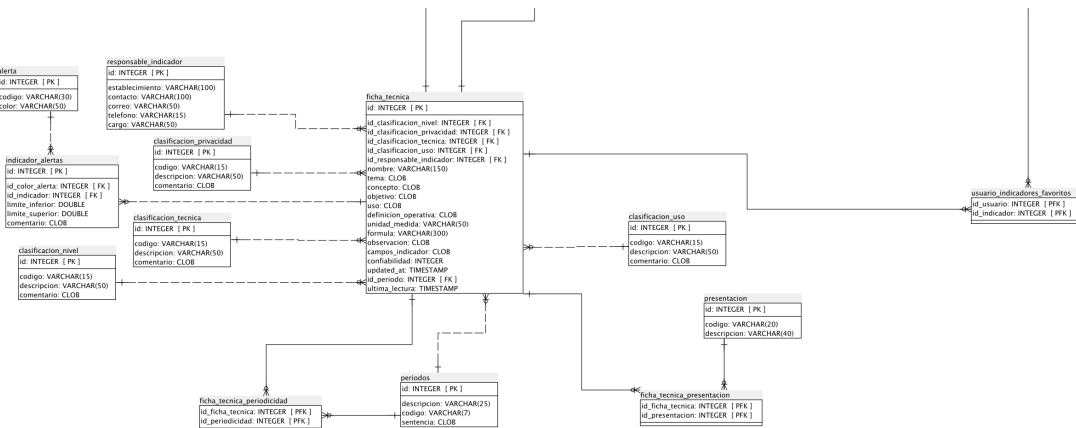 alerta
id: INTEGER [ PK ]
codigo: VARCHAR(30)
color: VARCHAR(50)
responsable_indicador
id: INTEGER [ PK ]
establecimiento: VARCHAR(100)
contacto: VARCHAR(100)
correo: VARCHAR(50)
telefono: VARCHAR(15)
cargo: VARCHAR(50)
ficha_tecnica
id: INTEGER [ PK ]
id_clasificacion_nivel: INTEGER [ FK ]
id_clasificacion_privacidad: INTEGER [ FK ]
id_clasificacion_tecnica: INTEGER [ FK ]
id_clasificacion_uso: INTEGER [ FK ]
id_responsable_indicador: INTEGER [ FK ]
nombre: VARCHAR(150)
tema: CLOB
concepto: CLOB
objetivo: CLOB
uso: CLOB
definicion_operativa: CLOB
unidad_medida: VARCHAR(50)
formula: VARCHAR(300)
observacion: CLOB
campos_indicador: CLOB
confiabilidad: INTEGER
updated_at: TIMESTAMP
id_periodo: INTEGER [ FK ]
ultima_lectura: TIMESTAMP
clasificacion_privacidad
id: INTEGER [ PK ]
codigo: VARCHAR(15)
descripcion: VARCHAR(50)
comentario: CLOB
indicador_alertas
id: INTEGER [ PK ]
id_color_alerta: INTEGER [ FK ]
id_indicador: INTEGER [ FK ]
limite_inferior: DOUBLE
limite_superior: DOUBLE
comentario: CLOB
usuario_indicadores_favoritos
id_usuario: INTEGER [ PFK ]
id_indicador: INTEGER [ PFK ]
clasificacion_tecnica
id: INTEGER [ PK ]
codigo: VARCHAR(15)
descripcion: VARCHAR(50)
comentario: CLOB
clasificacion_uso
id: INTEGER [ PK ]
codigo: VARCHAR(15)
descripcion: VARCHAR(50)
comentario: CLOB
clasificacion_nivel
id: INTEGER [ PK ]
codigo: VARCHAR(15)
descripcion: VARCHAR(50)
comentario: CLOB
presentacion
id: INTEGER [ PK ]
codigo: VARCHAR(20)
descripcion: VARCHAR(40)
periodos
id: INTEGER [ PK ]
descripcion: VARCHAR(25)
codigo: VARCHAR(7)
sentencia: CLOB
ficha_tecnica_periodicidad
id_ficha_tecnica: INTEGER [ PFK ]
id_periodicidad: INTEGER [ PFK ]
ficha_tecnica_presentacion
id_ficha_tecnica: INTEGER [ PFK ]
id_presentacion: INTEGER [ PFK ]